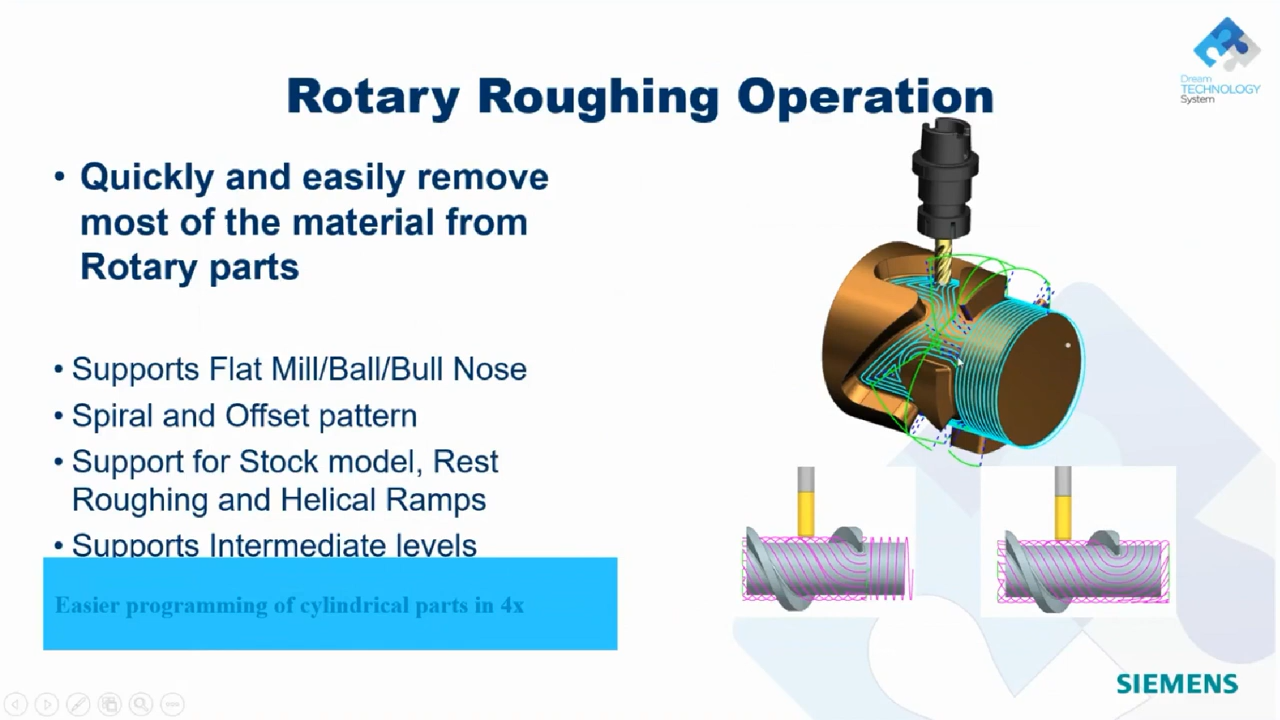 Dream
TECHNOLOGY
System
Rotary Roughing Operation
• Quickly and easily remove
most of the material from
Rotary parts
• Supports Flat Mill/Ball/Bull Nose
• Spiral and Offset pattern
• Support for Stock model, Rest
Roughing and Helical Ramps
• Supports Intermediate levels
Easier programming of cylindrical parts in 4x
SIEMENS